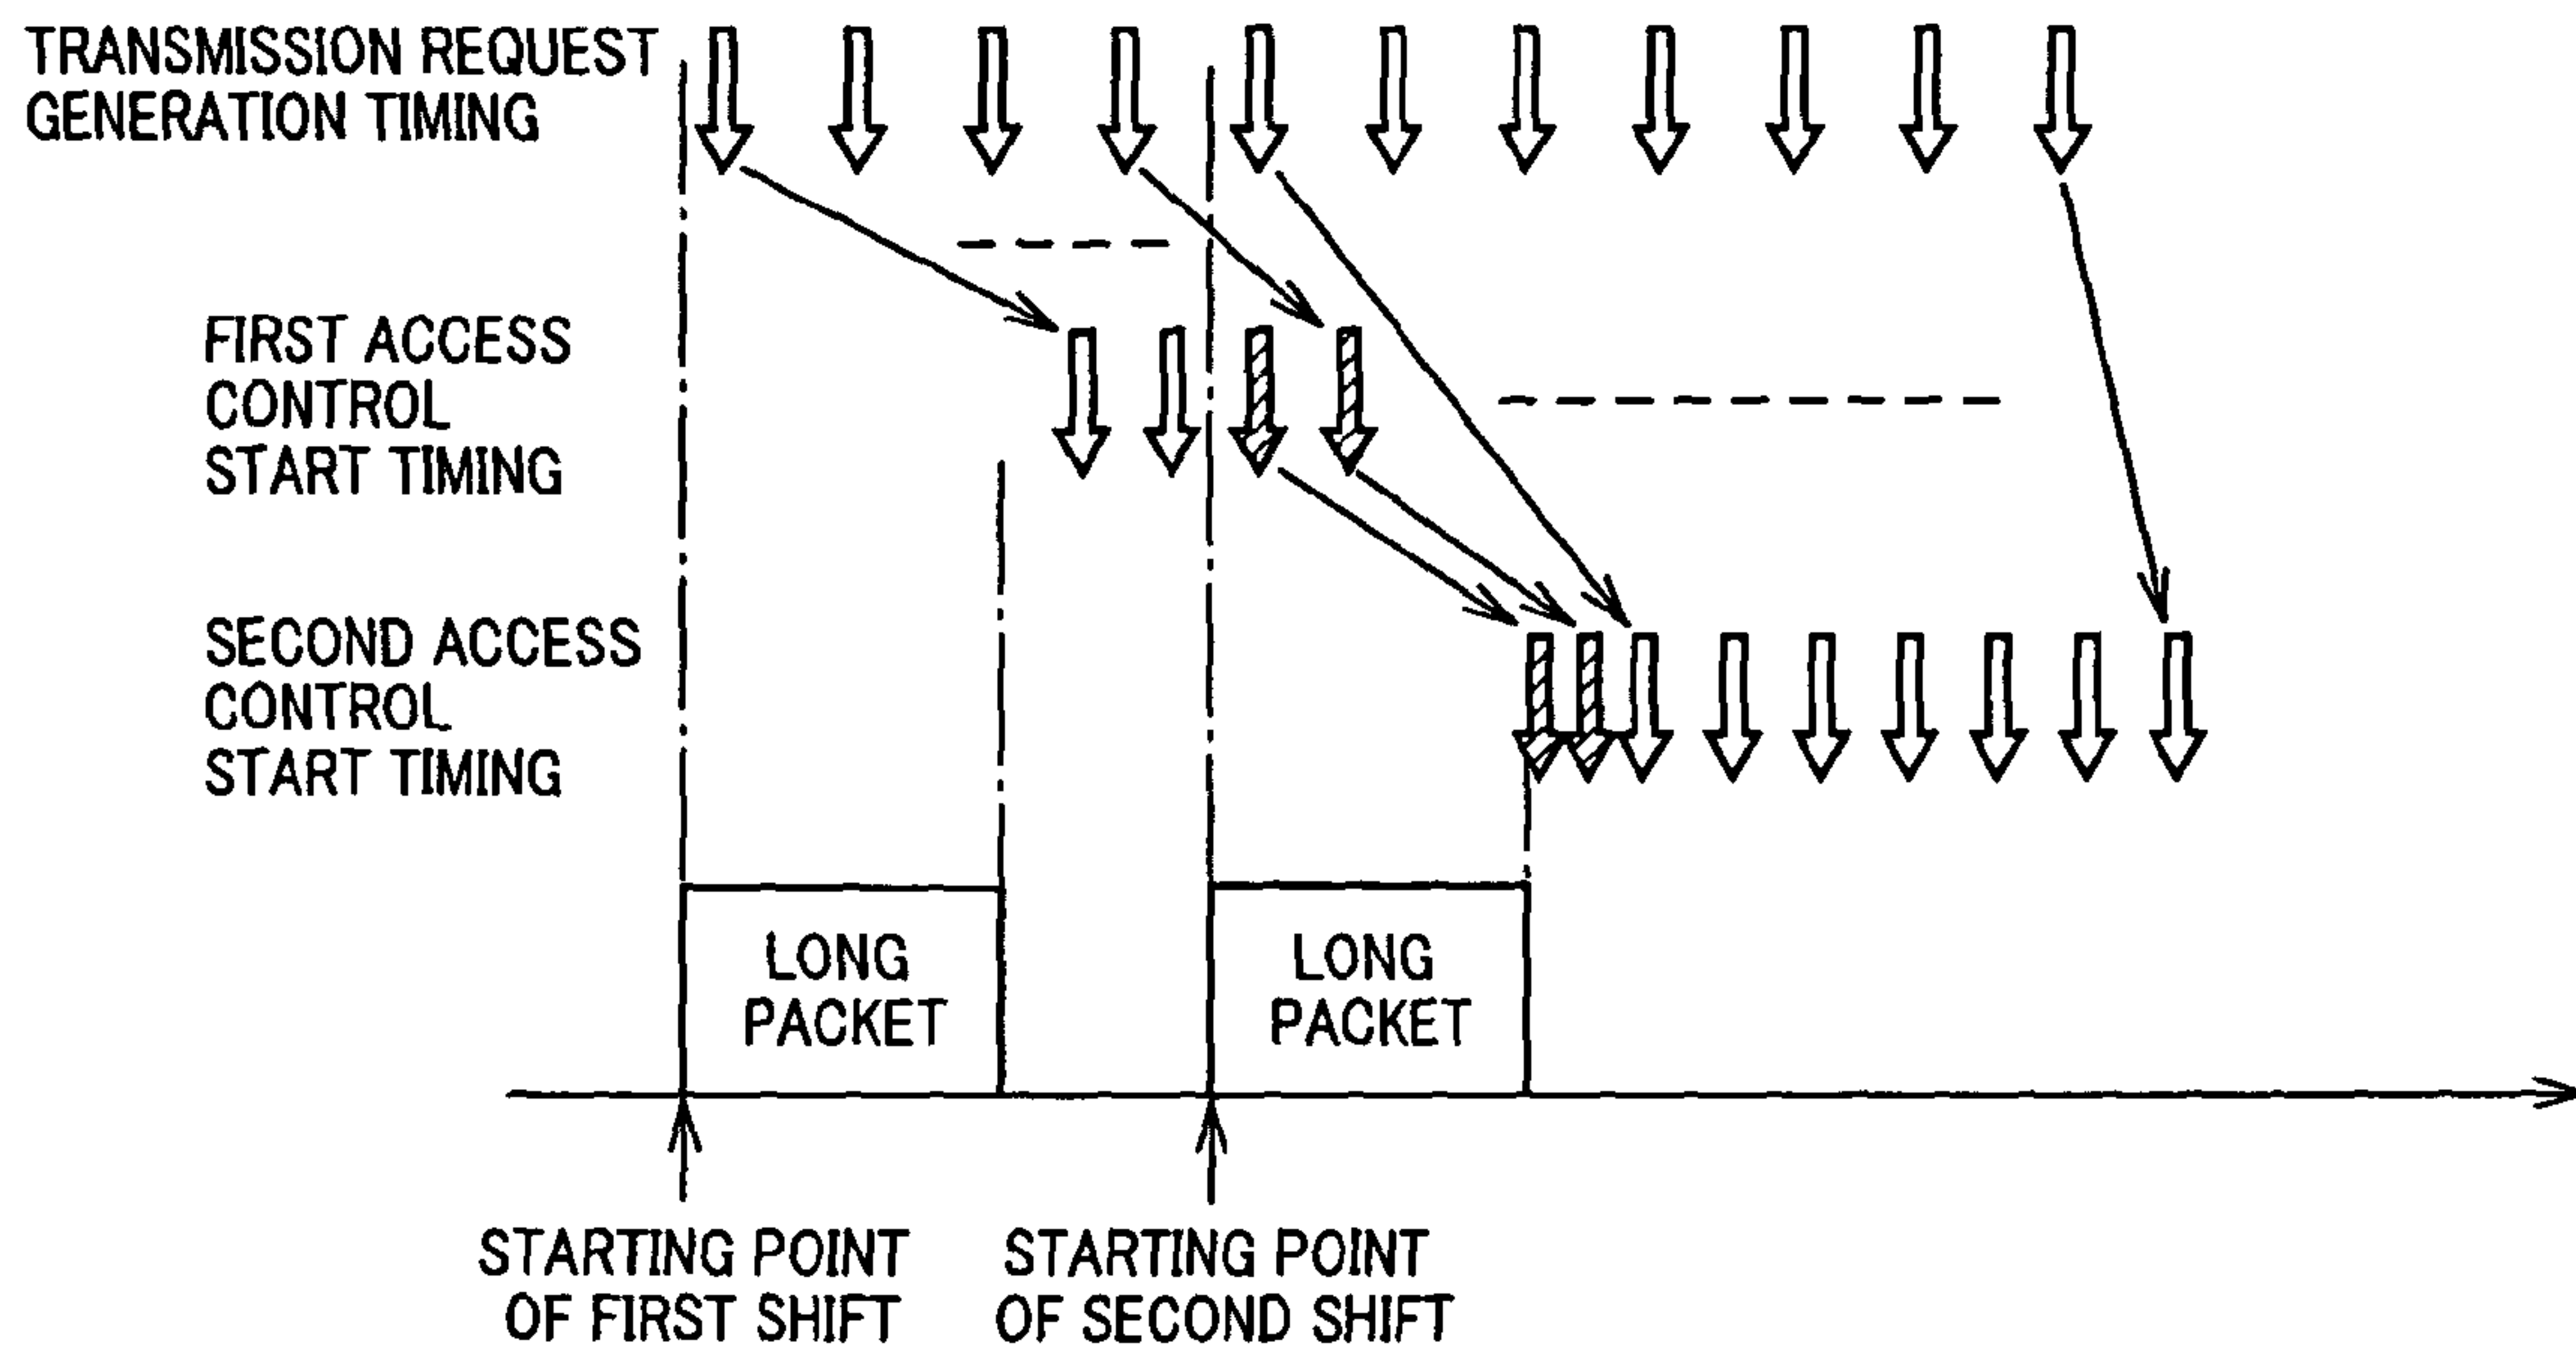 TRANSMISSION REQUEST
GENERATION TIMING
FIRST ACCESS
CONTROL
START TIMING
SECOND ACCESS
CONTROL
START TIMING
LONG
PACKET
LONG
PACKET
STARTING POINT
OF FIRST SHIFT
STARTING POINT
OF SECOND SHIFT